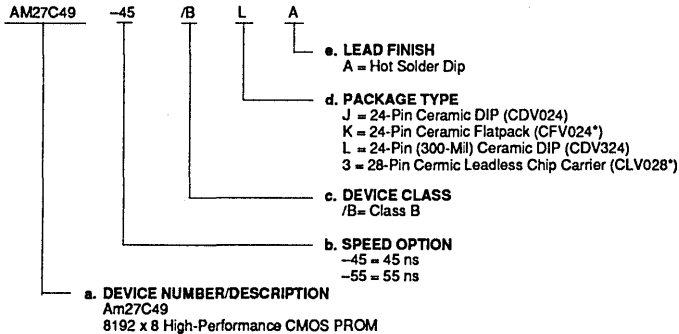 AM27C49 –45 /B L A
e. LEAD FINISH
A = Hot Solder Dip
d. PACKAGE TYPE
J = 24-Pin Ceramic DIP (CDV024)
K = 24-Pin Ceramic Flatpack (CFV024*)
L = 24-Pin (300-Mil) Ceramic DIP (CDV324)
3 = 28-Pin Cermic Leadless Chip Carrier (CLV028*)
c. DEVICE CLASS
/B= Class B
b. SPEED OPTION
–45 = 45 ns
–55 = 55 ns
a. DEVICE NUMBER/DESCRIPTION
Am27C49
8192 x 8 High-Performance CMOS PROM